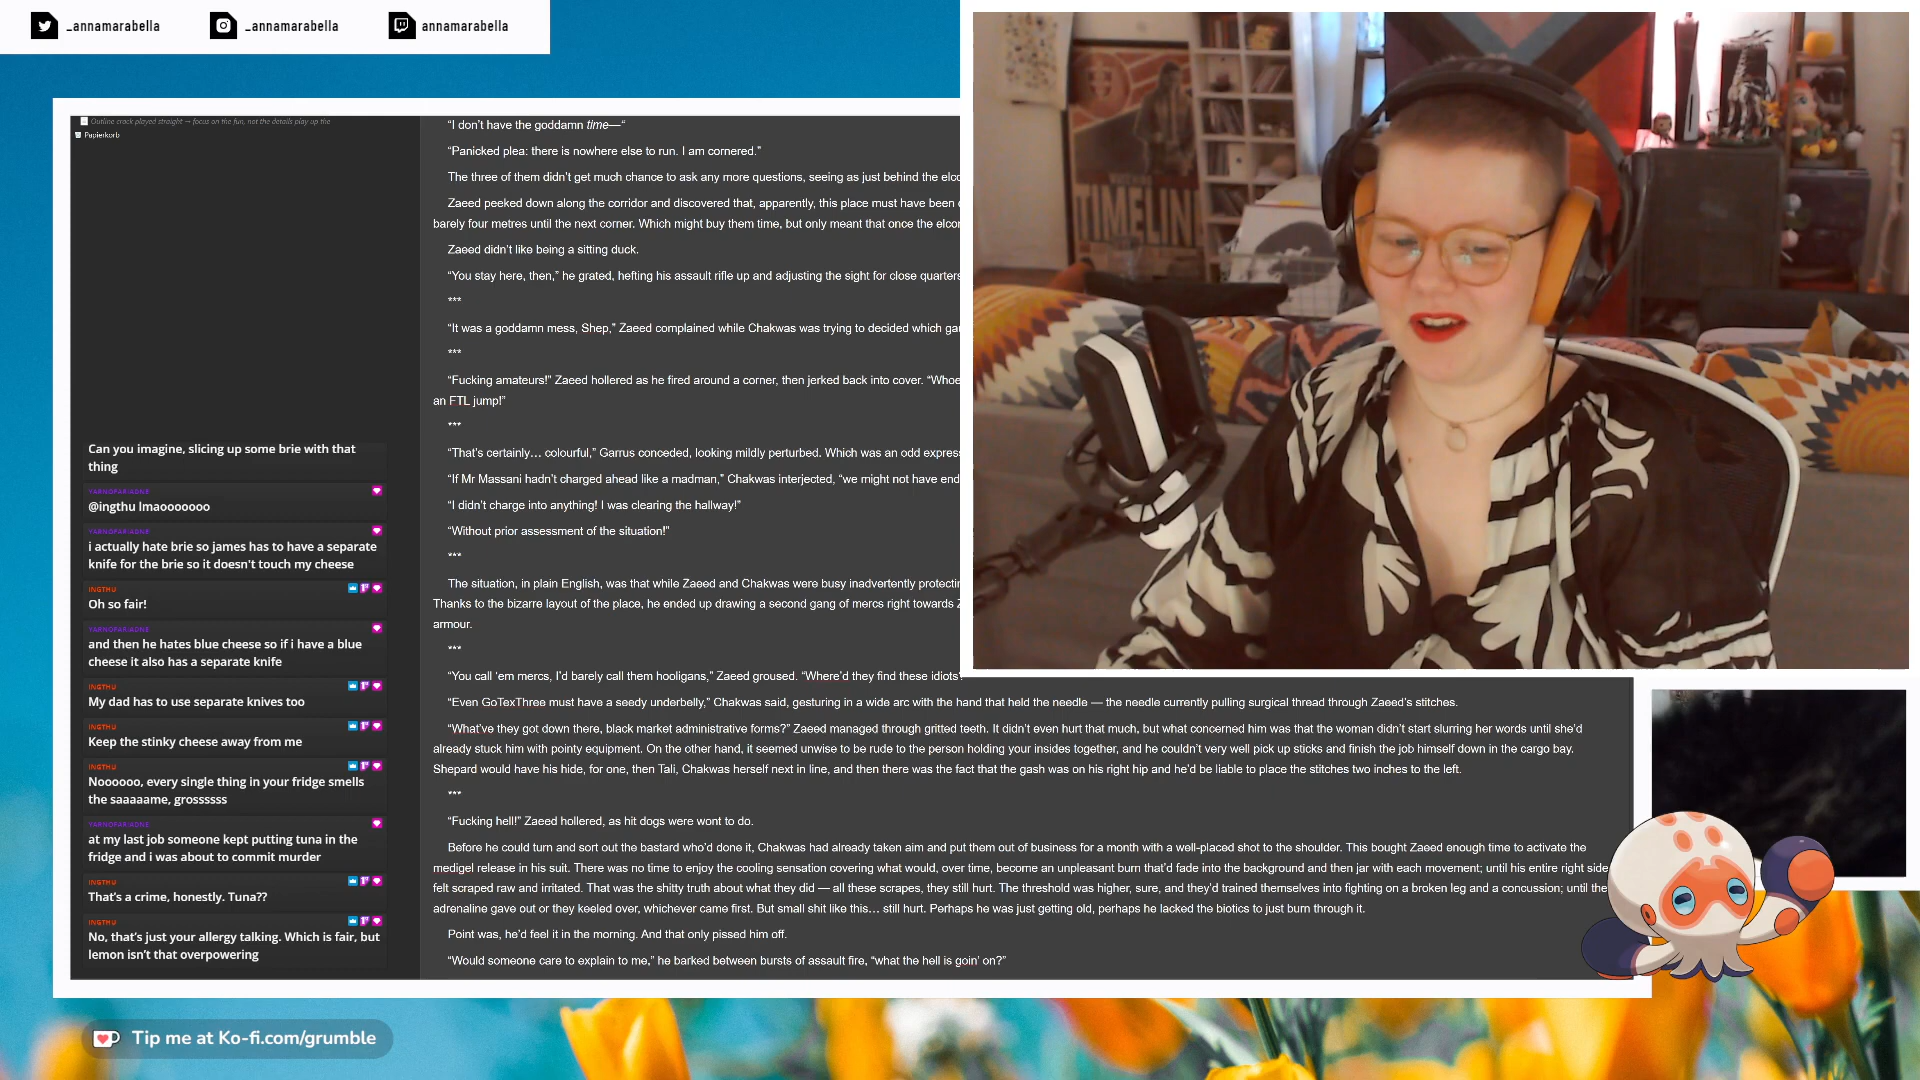 _annamarabella
_annamarabella
annamarabella
Outline crack played straight — focus on the fun, not the details play up the
Papierkorb
Can you imagine, slicing up some brie with that
thing
YARNOFARIADNE
@ingthu lmaooooooo
YARNOFARIADNE
i actually hate brie so james has to have a separate
knife for the brie so it doesn't touch my cheese
INGTHU
Oh so fair!
YARNOFARIADNE
and then he hates blue cheese so if i have a blue
cheese it also has a separate knife
INGTHU
My dad has to use separate knives too
INGTHU
Keep the stinky cheese away from me
INGTHU
Noooooo, every single thing in your fridge smells
the saaaaame, grossssss
YARNOFARIADNE
at my last job someone kept putting tuna in the
fridge and i was about to commit murder
INGTHU
That's a crime, honestly. Tuna??
INGTHU
No, that's just your allergy talking. Which is fair, but
lemon isn't that overpowering
“I don’t have the goddamn time—“
“Panicked plea: there is nowhere else to run. I am cornered.”
The three of them didn’t get much chance to ask any more questions, seeing as just behind the elco
Zaeed peeked down along the corridor and discovered that, apparently, this place must have been
barely four metres until the next corner. Which might buy them time, but only meant that once the elcor
Zaeed didn’t like being a sitting duck.
“You stay here, then,” he grated, hefting his assault rifle up and adjusting the sight for close quarters
***
“It was a goddamn mess, Shep,” Zaeed complained while Chakwas was trying to decided which ga
***
“Fucking amateurs!” Zaeed hollered as he fired around a corner, then jerked back into cover. “Whoe
an FTL jump!”
***
“That’s certainly… colourful,” Garrus conceded, looking mildly perturbed. Which was an odd expres
“If Mr Massani hadn’t charged ahead like a madman,” Chakwas interjected, “we might not have end
“I didn’t charge into anything! I was clearing the hallway!”
“Without prior assessment of the situation!”
***
The situation, in plain English, was that while Zaeed and Chakwas were busy inadvertently protectin
Thanks to the bizarre layout of the place, he ended up drawing a second gang of mercs right towards Z
armour.
***
“You call ‘em mercs, I’d barely call them hooligans,” Zaeed groused. “Where’d they find these idiots?
“Even GoTexThree must have a seedy underbelly,” Chakwas said, gesturing in a wide arc with the hand that held the needle — the needle currently pulling surgical thread through Zaeed’s stitches.
“What’ve they got down there, black market administrative forms?” Zaeed managed through gritted teeth. It didn’t even hurt that much, but what concerned him was that the woman didn’t start slurring her words until she’d
already stuck him with pointy equipment. On the other hand, it seemed unwise to be rude to the person holding your insides together, and he couldn’t very well pick up sticks and finish the job himself down in the cargo bay.
Shepard would have his hide, for one, then Tali, Chakwas herself next in line, and then there was the fact that the gash was on his right hip and he’d be liable to place the stitches two inches to the left.
***
“Fucking hell!” Zaeed hollered, as hit dogs were wont to do.
Before he could turn and sort out the bastard who’d done it, Chakwas had already taken aim and put them out of business for a month with a well-placed shot to the shoulder. This bought Zaeed enough time to activate the
medigel release in his suit. There was no time to enjoy the cooling sensation covering what would, over time, become an unpleasant burn that’d fade into the background and then jar with each movement; until his entire right side
felt scraped raw and irritated. That was the shitty truth about what they did — all these scrapes, they still hurt. The threshold was higher, sure, and they’d trained themselves into fighting on a broken leg and a concussion; until the
adrenaline gave out or they keeled over, whichever came first. But small shit like this… still hurt. Perhaps he was just getting old, perhaps he lacked the biotics to just burn through it.
Point was, he’d feel it in the morning. And that only pissed him off.
“Would someone care to explain to me,” he barked between bursts of assault fire, “what the hell is goin’ on?”
Tip me at Ko-fi.com/grumble